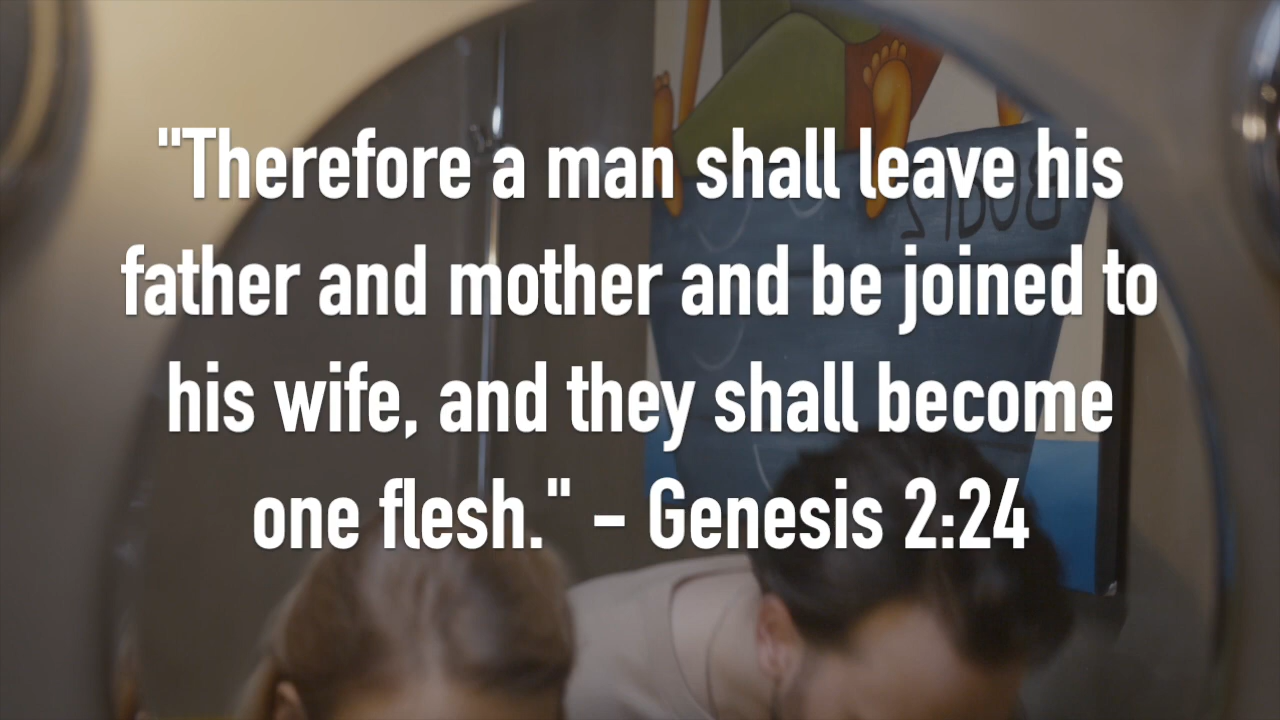 "Therefore a man shall leave his
father and mother and be joined to
his wife, and they shall become
one flesh." – Genesis 2:24